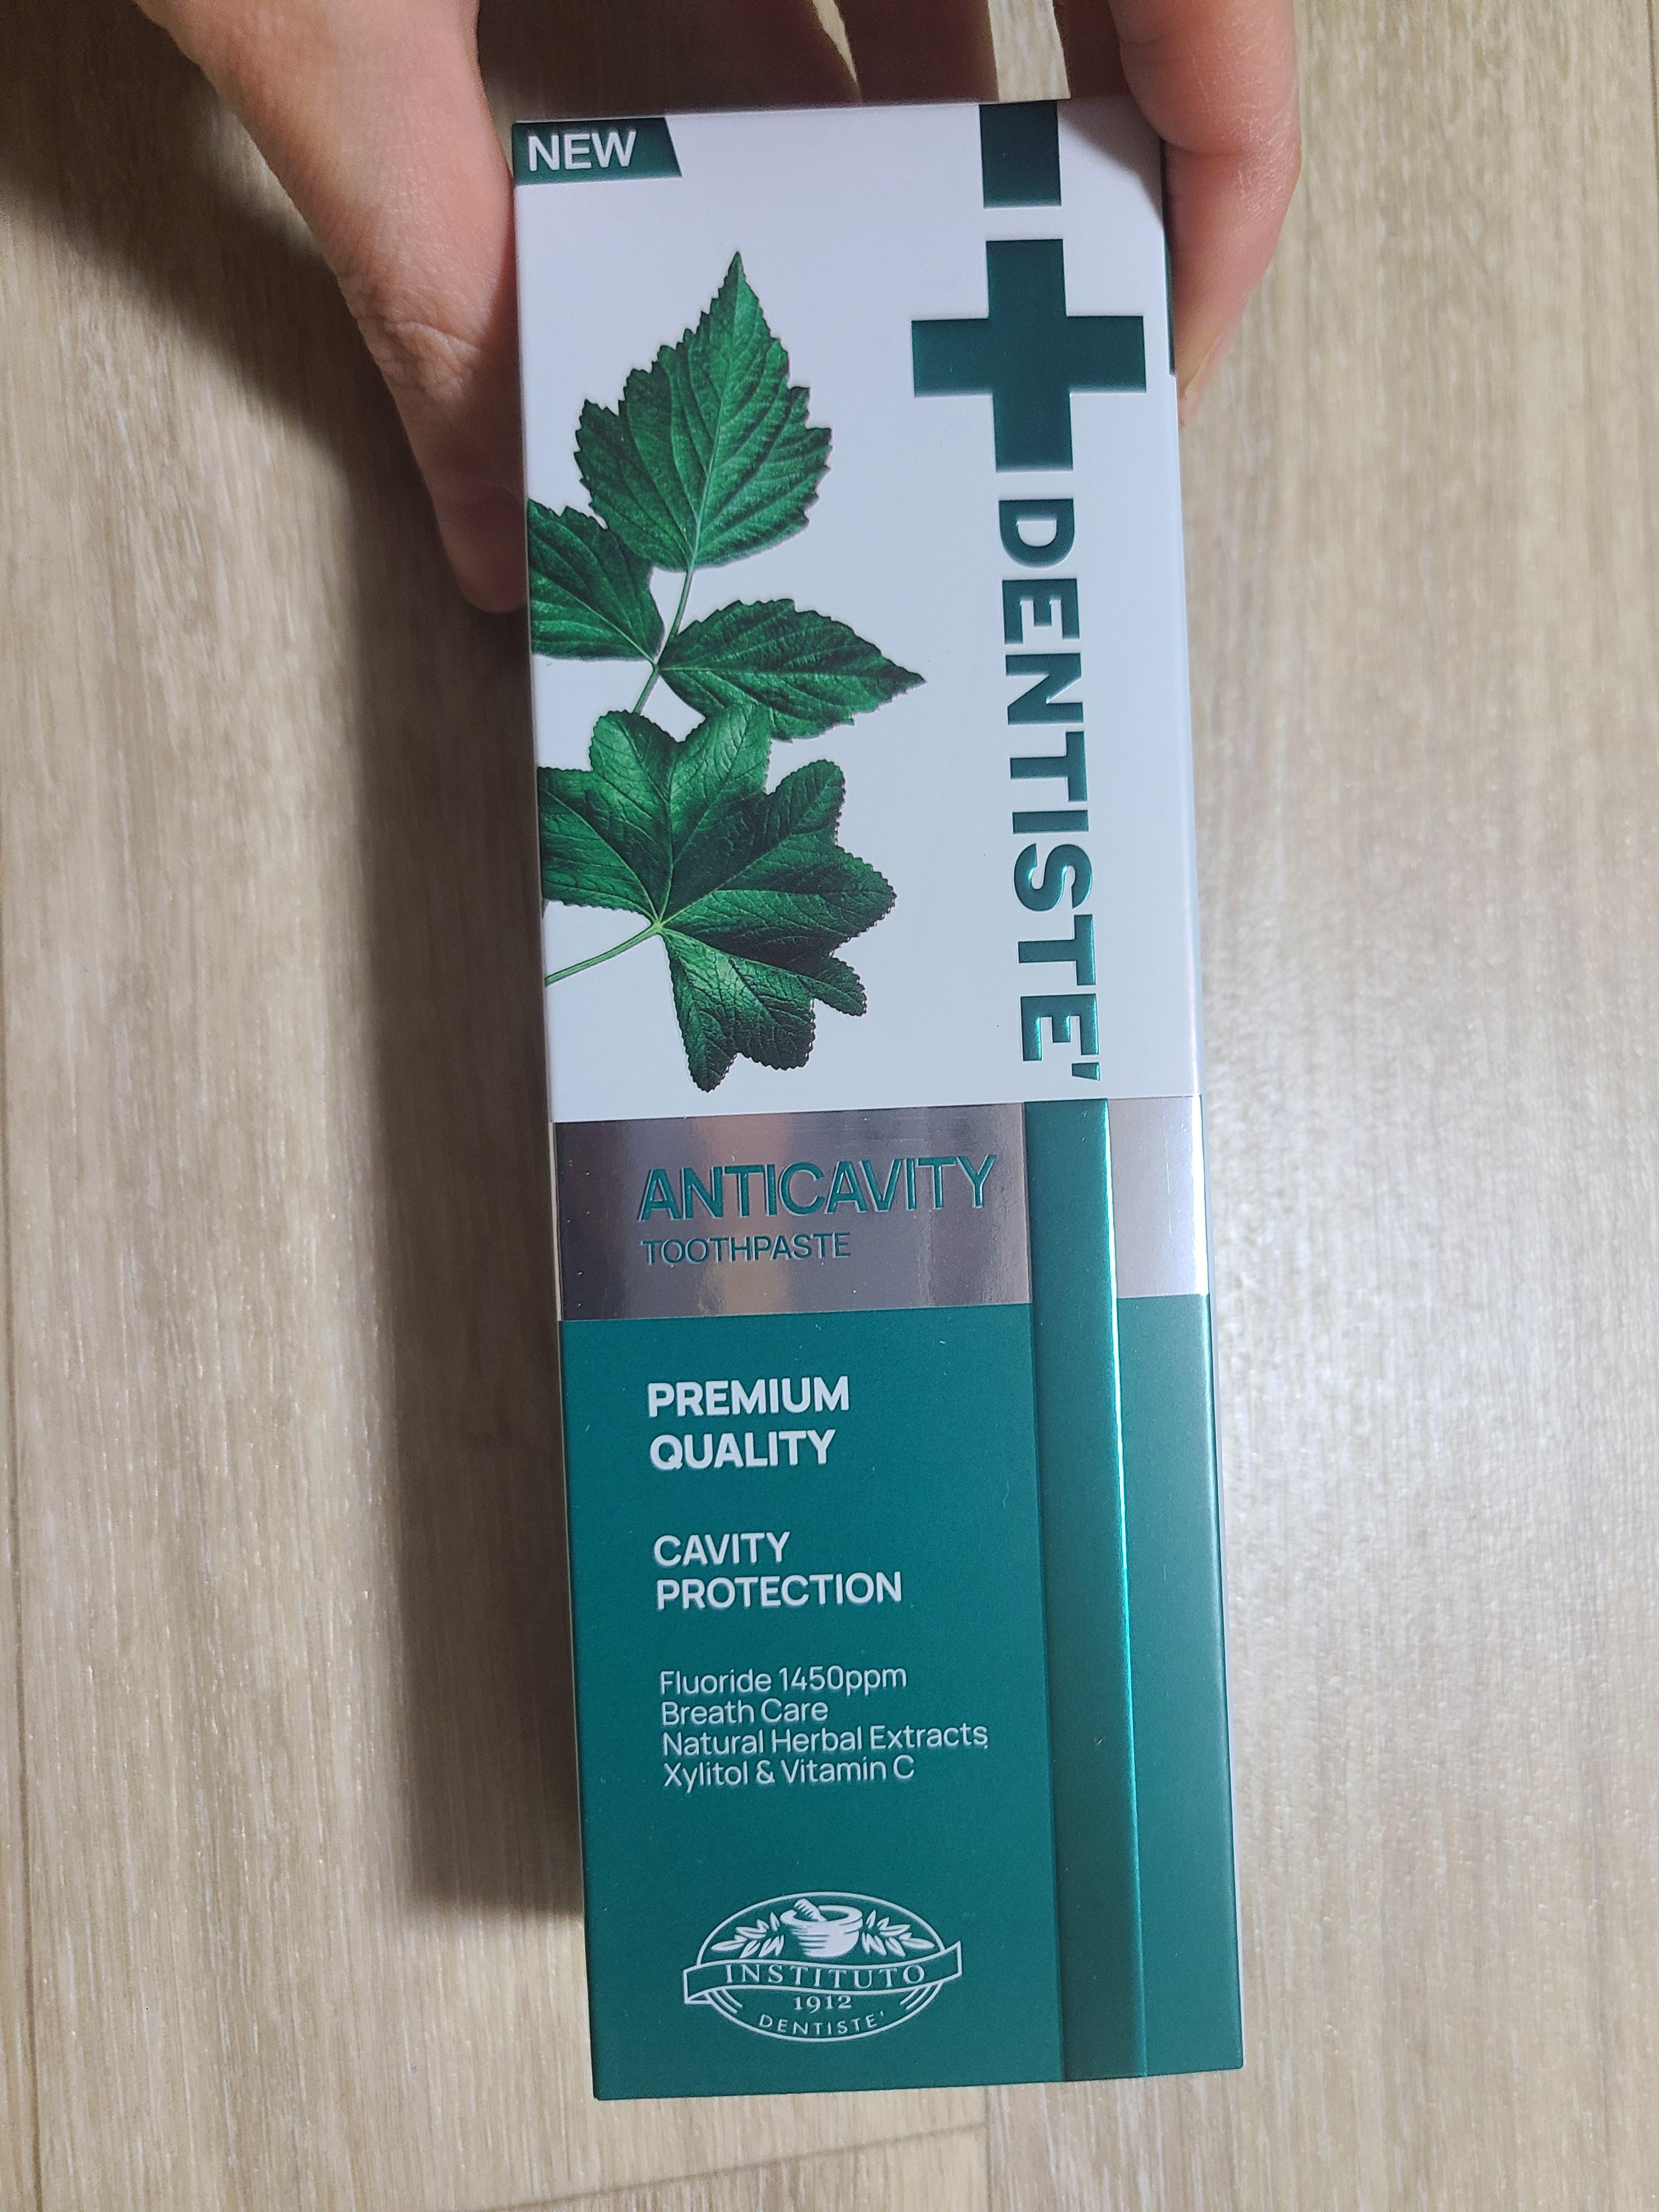 NEW
DENTISTE'
ANTICAVITY
TOOTHPASTE
PREMIUM
QUALITY
CAVITY
PROTECTION
Fluoride 1450ppm
Breath Care
Natural Herbal Extracts
Xylitol & Vitamin C
INSTITUTO
1912
DENTISTE'